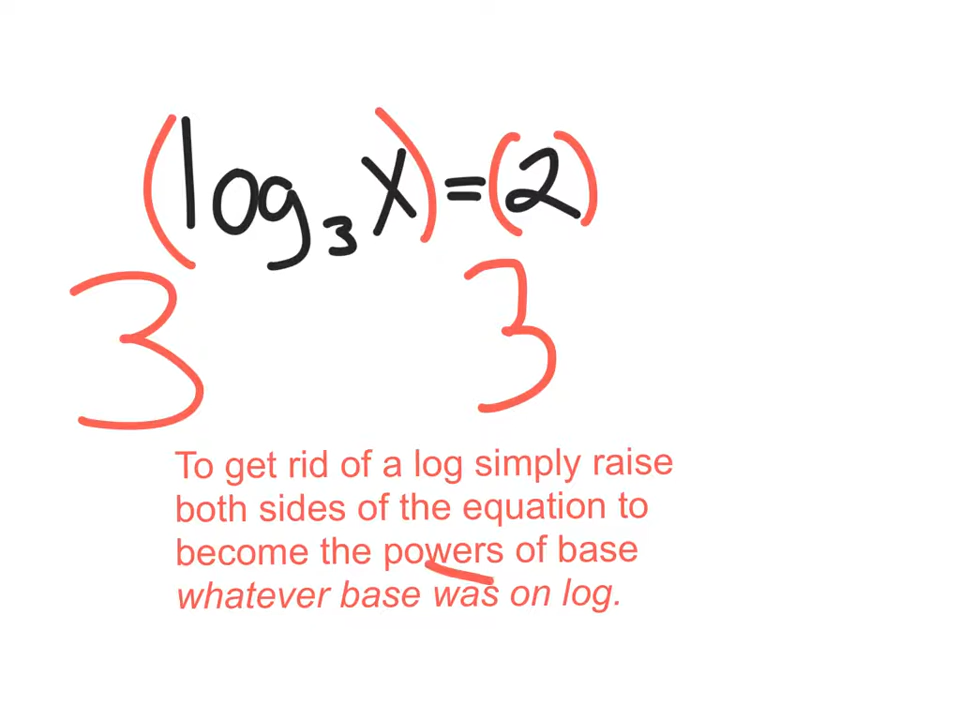 (log₃ x) = (2)
3 3
To get rid of a log simply raise
both sides of the equation to
become the powers of base
whatever base was on log.